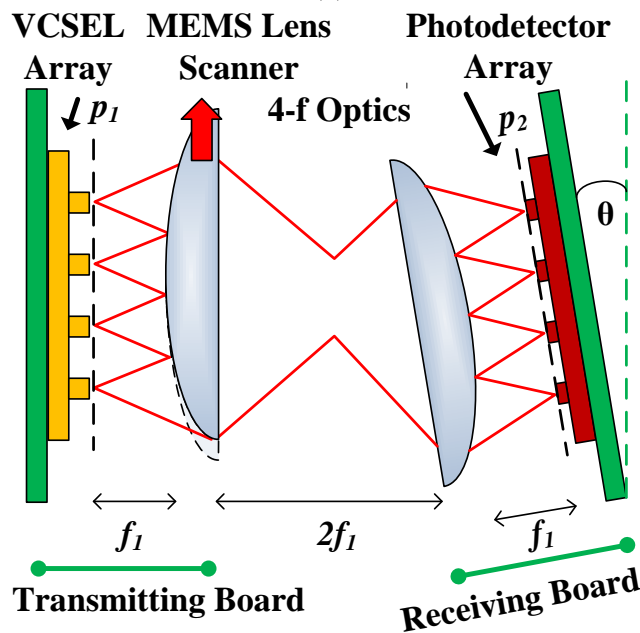 VCSEL Array
MEMS Lens Scanner
Photodetector Array
p1
4-f Optics
p2
θ
f1
2f1
f1
Transmitting Board
Receiving Board